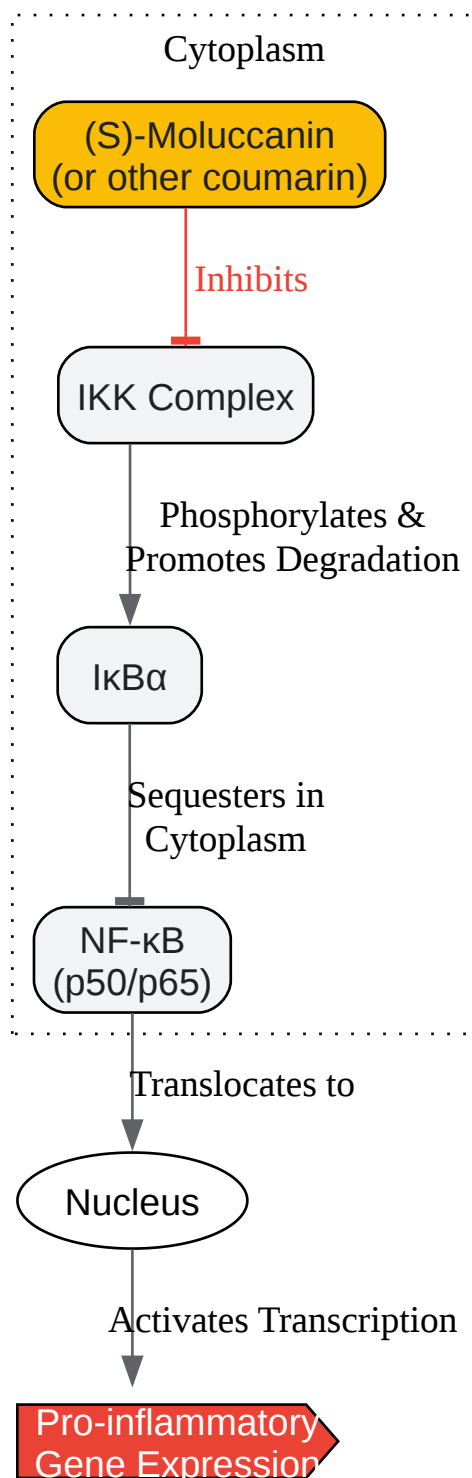 Cytoplasm
(S)-Moluccanin
(or other coumarin)
Inhibits
IKK Complex
Phosphorylates &
Promotes Degradation
IκBα
Sequesters in
Cytoplasm
NF-κB
(p50/p65)
Translocates to
Nucleus
Activates Transcription
Pro-inflammatory
Gene Expression